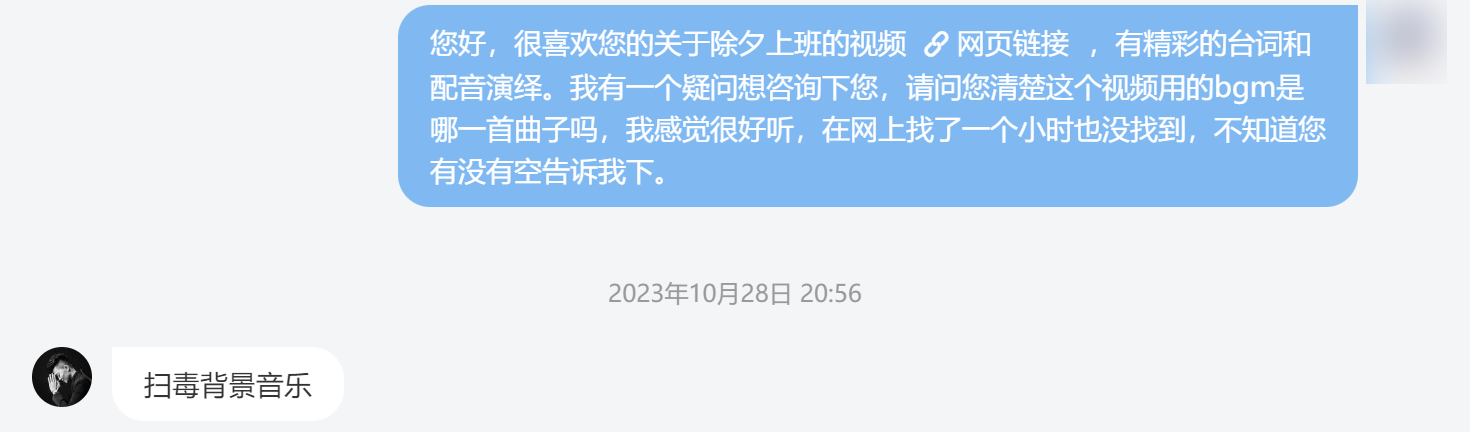 您好，很喜欢您的关于除夕上班的视频 网页链接 ，有精彩的台词和
配音演绎。我有一个疑问想咨询下您，请问您清楚这个视频用的bgm是
哪一首曲子吗，我感觉很好听，在网上找了一个小时也没找到，不知道您
有没有空告诉我下。
2023年10月28日 20:56
扫毒背景音乐